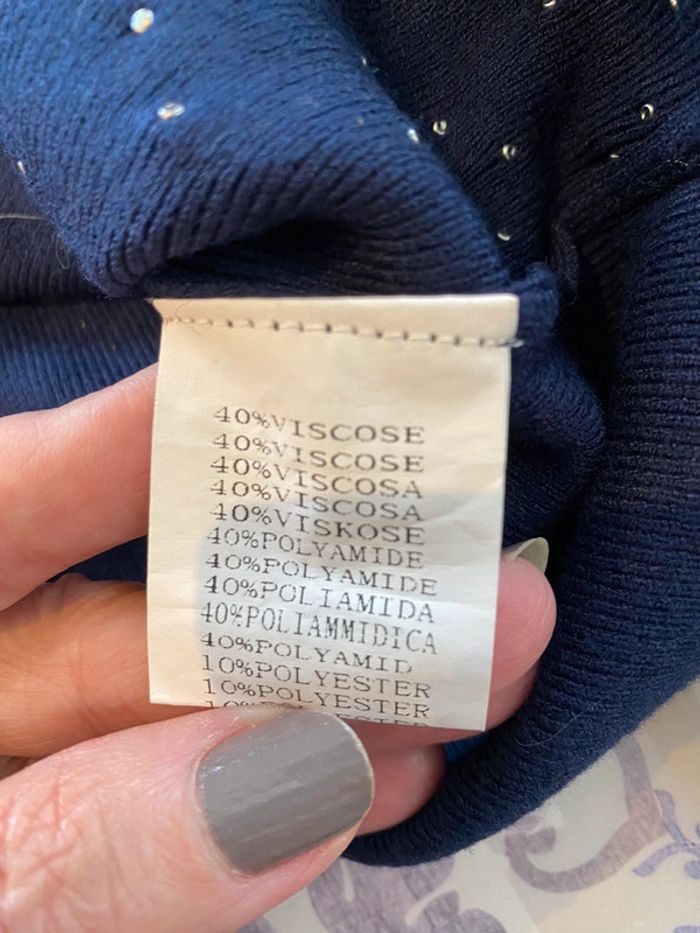 40%VISCOSE
40%VISCOSE
40%VISCOSA
40%VISCOSA
40%VISKOSE
40%POLYAMIDE
40%POLYAMIDE
40%POLIAMIDA
40%POLIAMMIDICA
40%POLYAMID
10%POLYESTER
10%POLYESTER